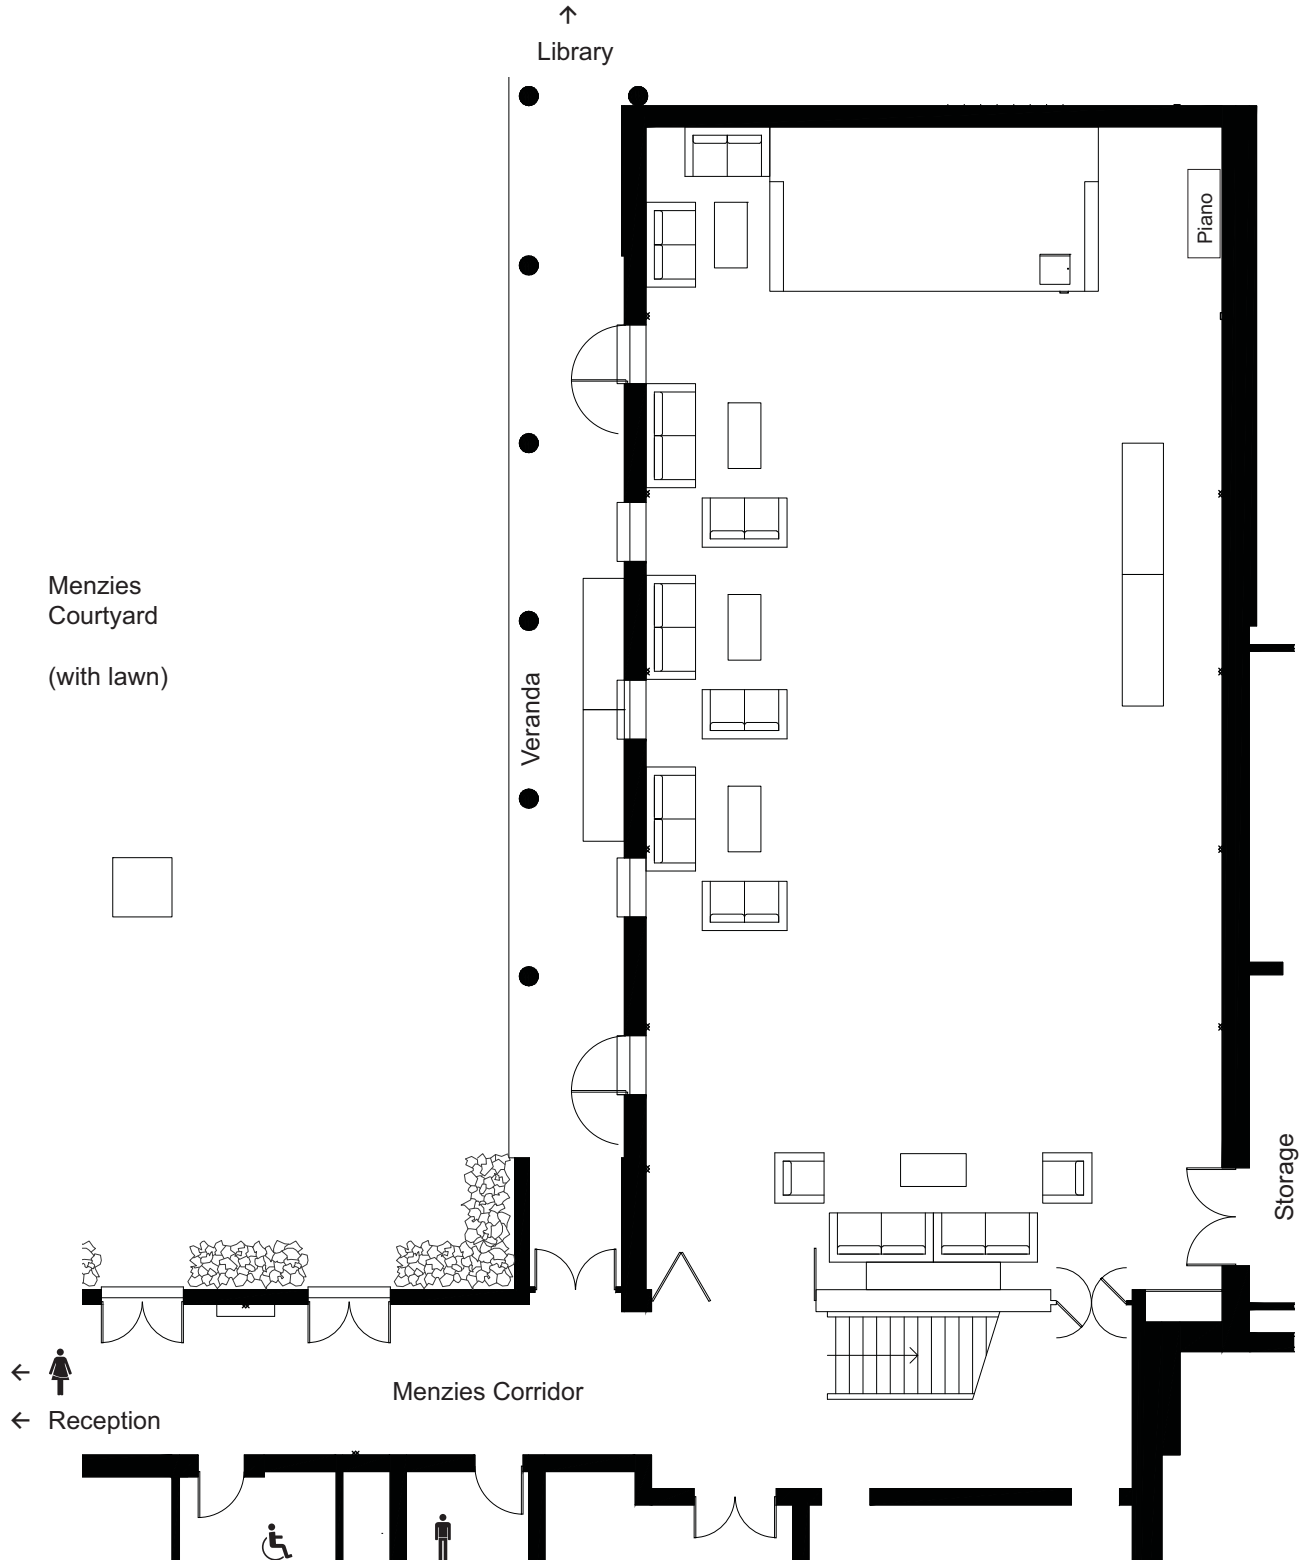 ↑
Library
Piano
Menzies
Courtyard
(with lawn)
Veranda
Storage
Menzies Corridor
←
← Reception